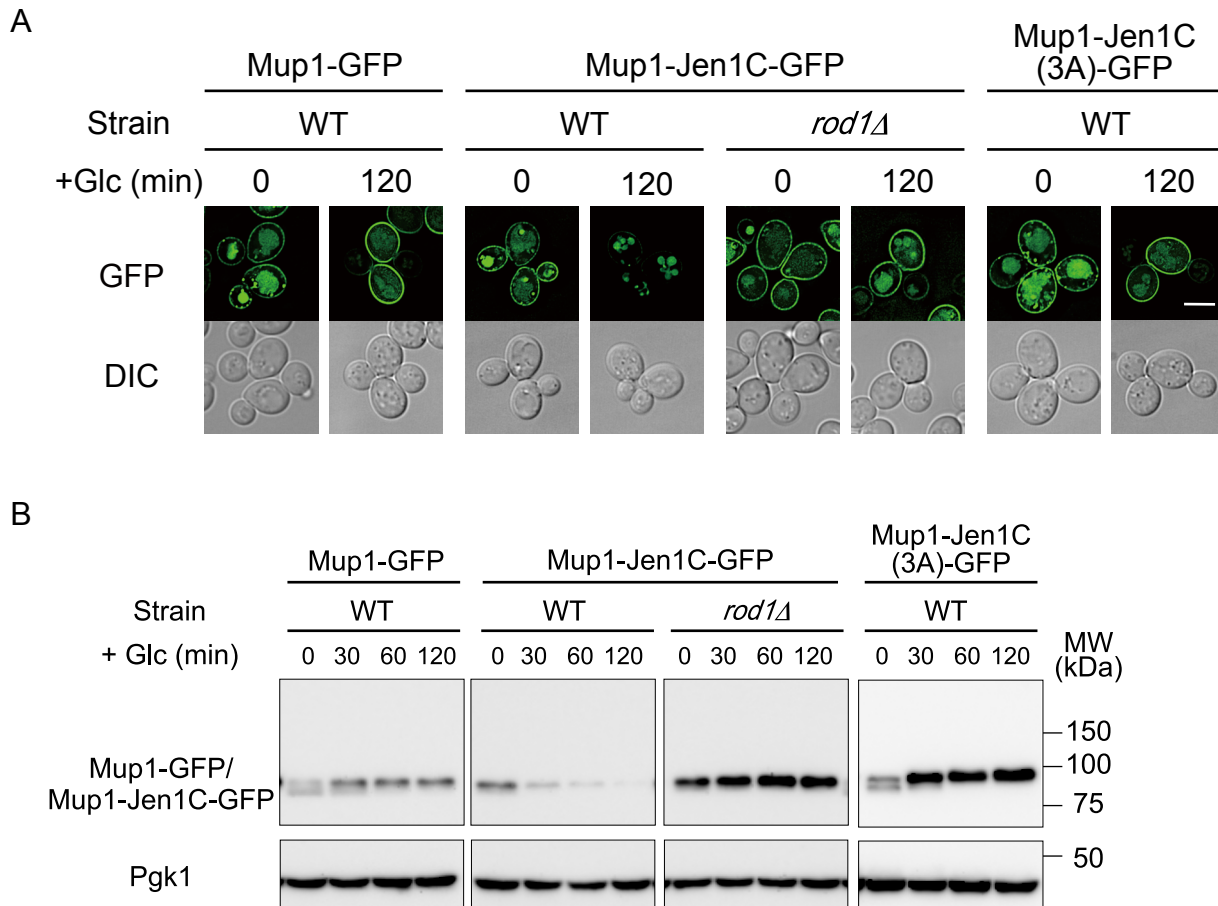 A
Mup1-GFP Mup1-Jen1C-GFP Mup1-Jen1C
(3A)-GFP
Strain WT WT rod1Δ WT
+Glc (min) 0 120 0 120 0 120 0 120
GFP
DIC
B
Mup1-GFP Mup1-Jen1C-GFP Mup1-Jen1C
(3A)-GFP
Strain WT WT rod1Δ WT
+ Glc (min) 0 30 60 120 0 30 60 120 0 30 60 120 0 30 60 120 MW
(kDa)
150
100
Mup1-GFP/
Mup1-Jen1C-GFP
75
50
Pgk1